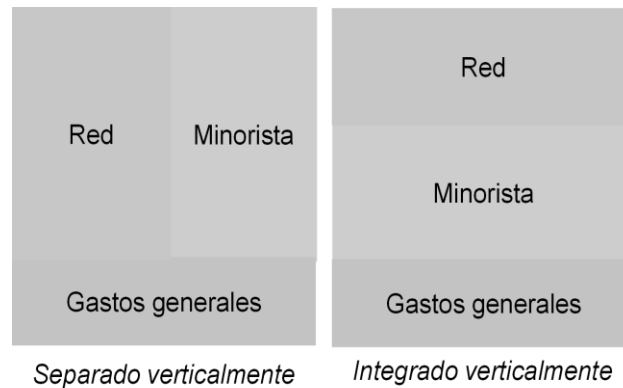 Red
Minorista
Gastos generales
Separado verticalmente
Red
Minorista
Gastos generales
Integrado verticalmente